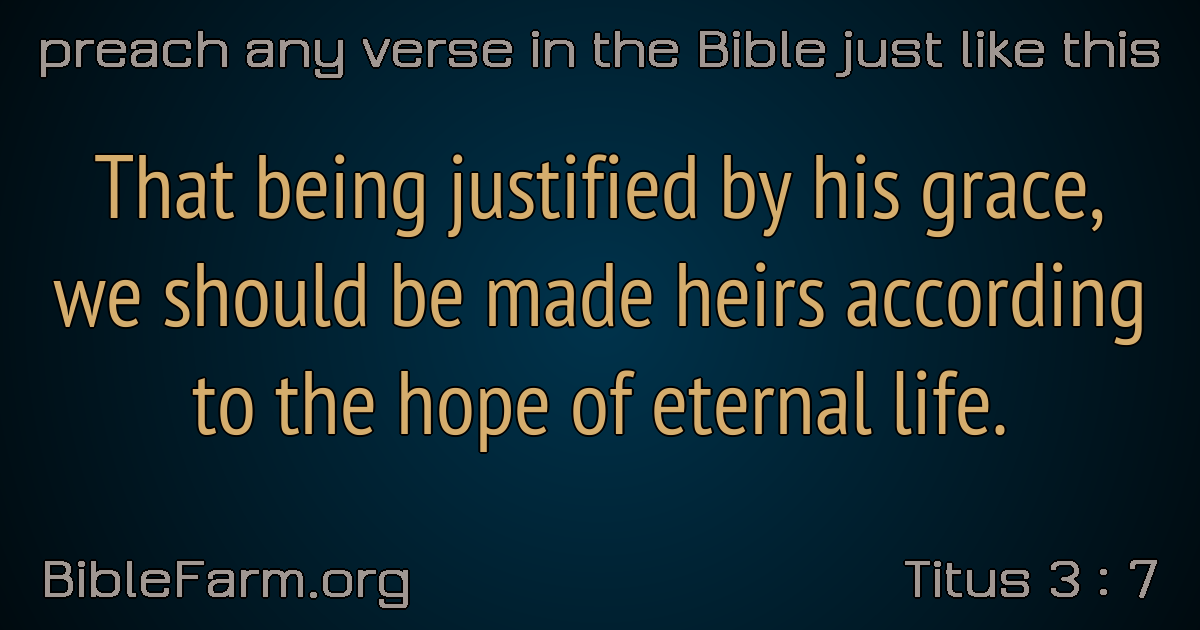 preach any verse in the Bible just like this
That being justified by his grace,
we should be made heirs according
to the hope of eternal life.
BibleFarm.org
Titus 3 : 7